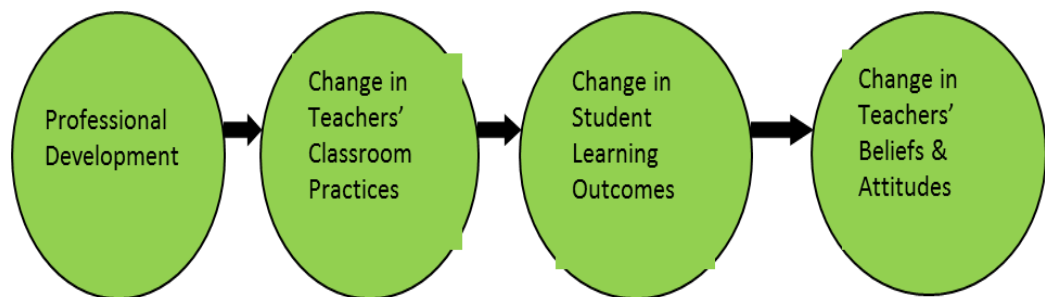 Professional
Development
Change in
Teachers’
Classroom
Practices
Change in
Student
Learning
Outcomes
Change in
Teachers’
Beliefs &
Attitudes